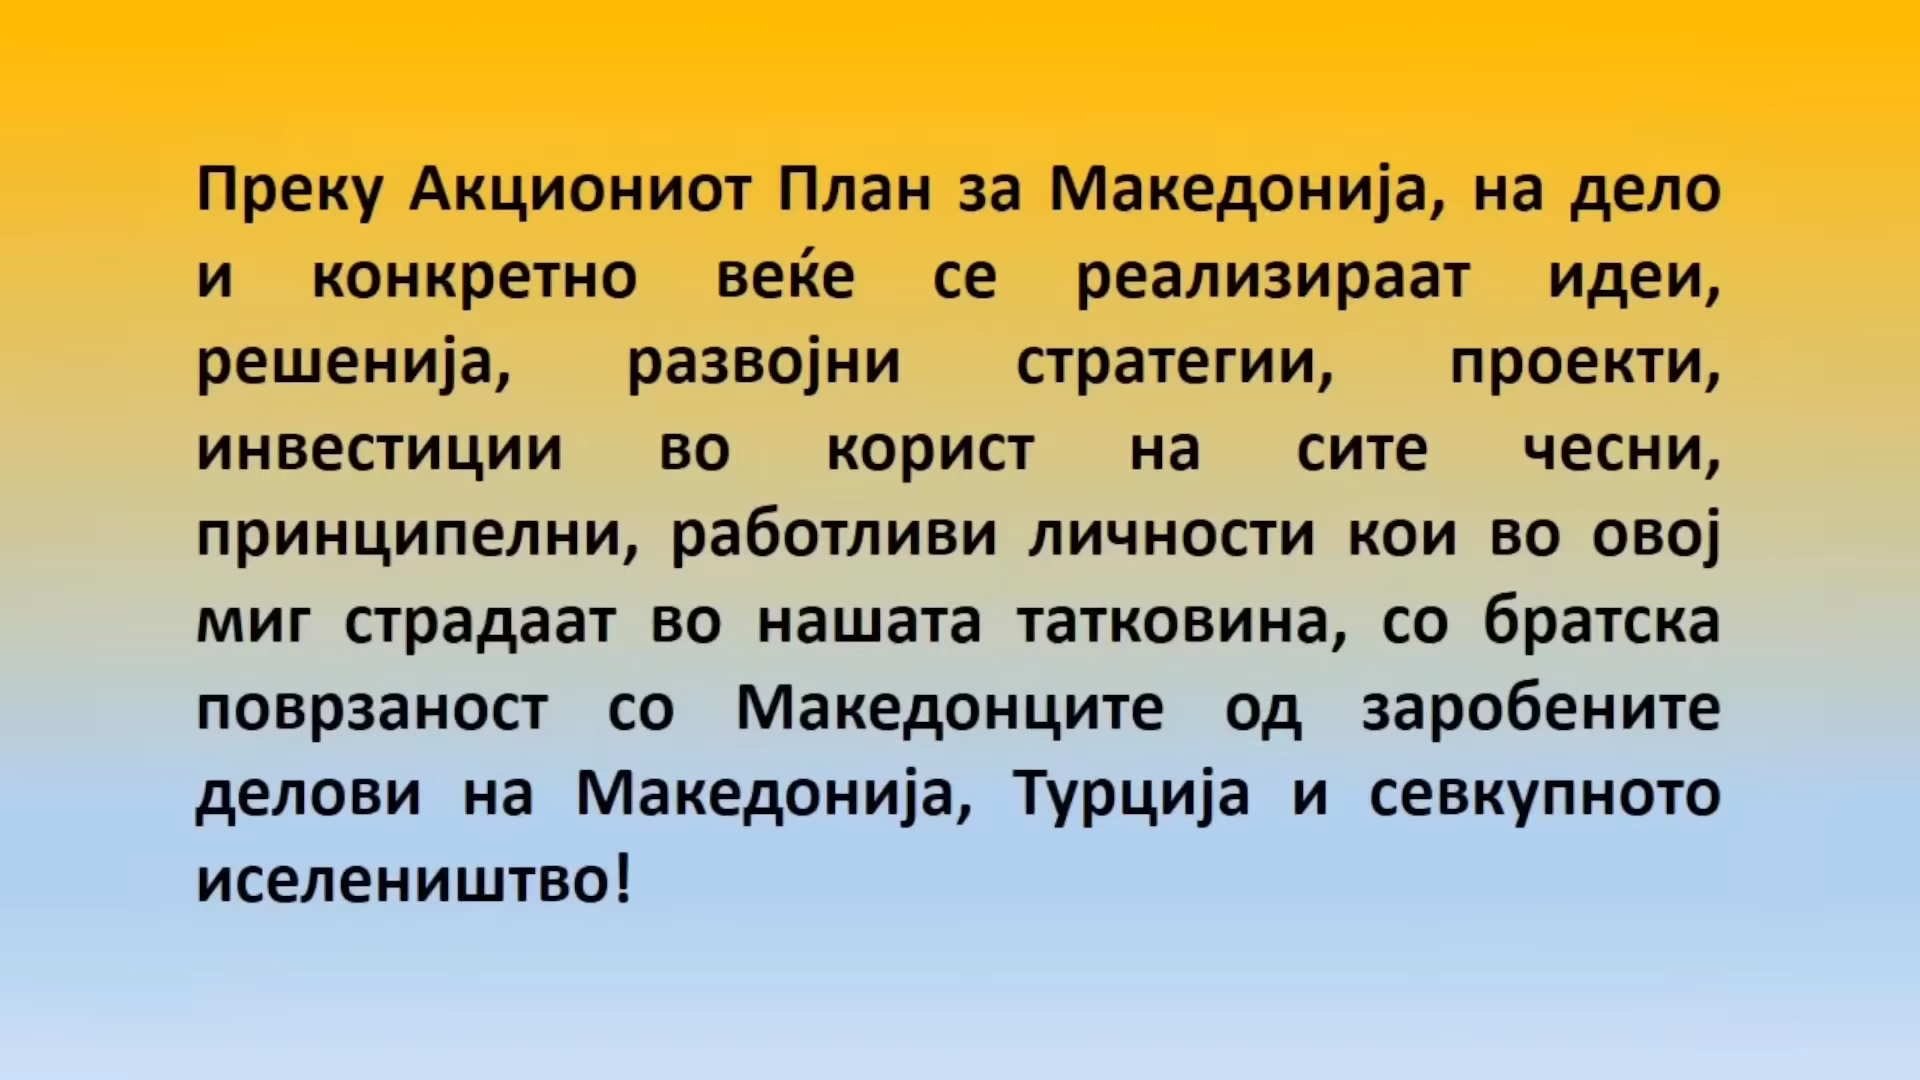 Преку Акциониот План за Македонија, на дело
и конкретно веќе се реализираат идеи,
решенија, развојни стратегии, проекти,
инвестиции во корист на сите чесни,
принципелни, работливи личности кои во овој
миг страдаат во нашата татковина, со братска
поврзаност со Македонците од заробените
делови на Македонија, Турција и севкупното
иселеништво!